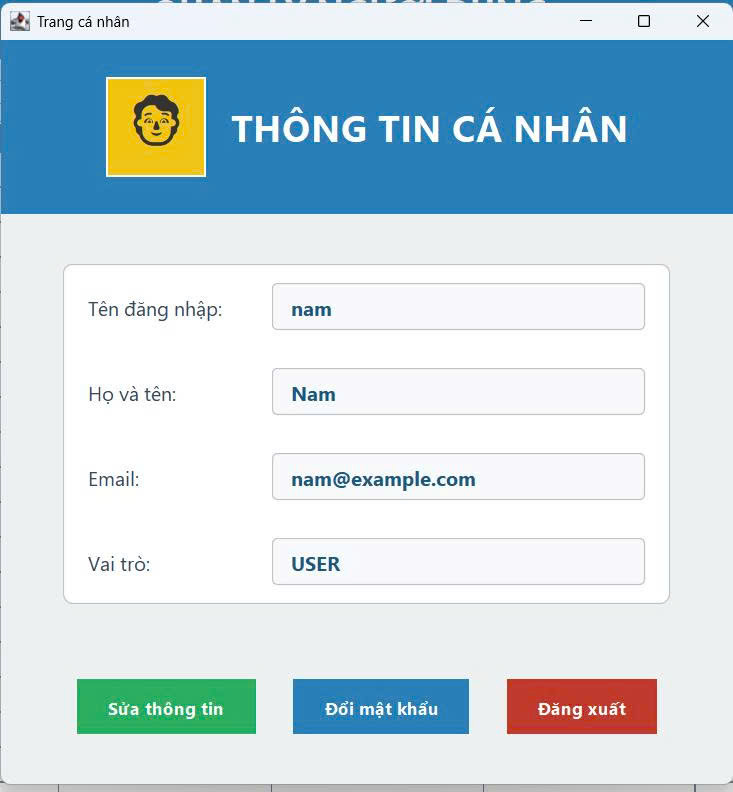 Trang cá nhân
THÔNG TIN CÁ NHÂN
Tên đăng nhập: nam
Họ và tên: Nam
Email: nam@example.com
Vai trò: USER
Sửa thông tin Đổi mật khẩu Đăng xuất